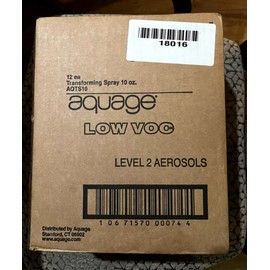 18016
12 ea
Transforming Spray 10 oz.
AQTS10
aquage®
LOW VOC
LEVEL 2 AEROSOLS
1 06 71570 00074 4
Distributed by Aquage
Stamford, CT 06902
www.aquage.com